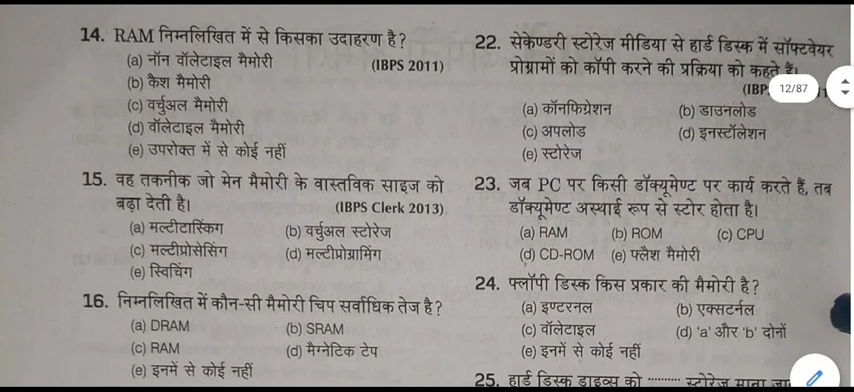 14. RAM निम्नलिखित में से किसका उदाहरण है?
(a) नॉन वॉलेटाइल मैमोरी (IBPS 2011)
(b) कैश मैमोरी
(c) वर्चुअल मैमोरी
(d) वॉलेटाइल मैमोरी
(e) उपरोक्त में से कोई नहीं
15. वह तकनीक जो मेन मैमोरी के वास्तविक साइज को
बढ़ा देती है। (IBPS Clerk 2013)
(a) मल्टीटास्किंग (b) वर्चुअल स्टोरेज
(c) मल्टीप्रोसेसिंग (d) मल्टीप्रोग्रामिंग
(e) स्विचिंग
16. निम्नलिखित में कौन-सी मैमोरी चिप सर्वाधिक तेज है?
(a) DRAM (b) SRAM
(c) RAM (d) मैग्नेटिक टेप
(e) इनमें से कोई नहीं
22. सेकेण्डरी स्टोरेज मीडिया से हार्ड डिस्क में सॉफ्टवेयर
प्रोग्रामों को कॉपी करने की प्रक्रिया को कहते हैं।
12/87
(a) कॉनफिग्रेशन (b) डाउनलोड
(c) अपलोड (d) इनस्टॉलेशन
(e) स्टोरेज
23. जब PC पर किसी डॉक्यूमेण्ट पर कार्य करते हैं, तब
डॉक्यूमेण्ट अस्थाई रूप से स्टोर होता है।
(a) RAM (b) ROM (c) CPU
(d) CD-ROM (e) फ्लैश मैमोरी
24. फ्लॉपी डिस्क किस प्रकार की मैमोरी है?
(a) इण्टरनल (b) एक्सटर्नल
(c) वॉलेटाइल (d) 'a' और 'b' दोनों
(e) इनमें से कोई नहीं
25. हार्ड डिस्क ड्राइव्स को ......... स्टोरेज माना